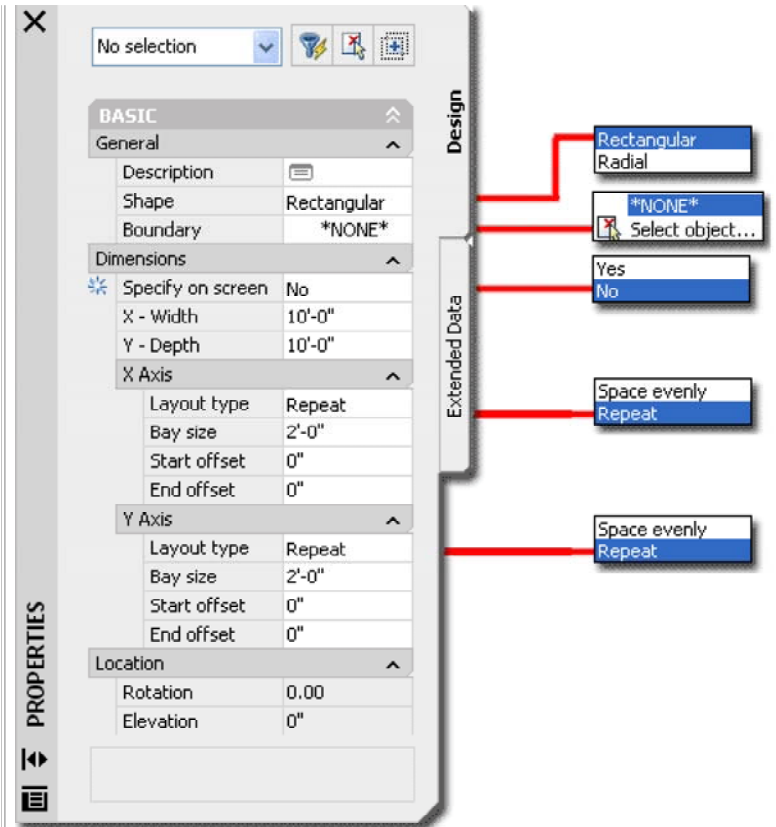 No selection
BASIC
General
Description
Shape Rectangular
Boundary *NONE*
Dimensions
Specify on screen No
X - Width 10'-0"
Y - Depth 10'-0"
X Axis
Layout type Repeat
Bay size 2'-0"
Start offset 0"
End offset 0"
Y Axis
Layout type Repeat
Bay size 2'-0"
Start offset 0"
End offset 0"
Location
Rotation 0.00
Elevation 0"
PROPERTIES
Design
Extended Data
Rectangular
Radial
*NONE*
Select object...
Yes
No
Space evenly
Repeat
Space evenly
Repeat